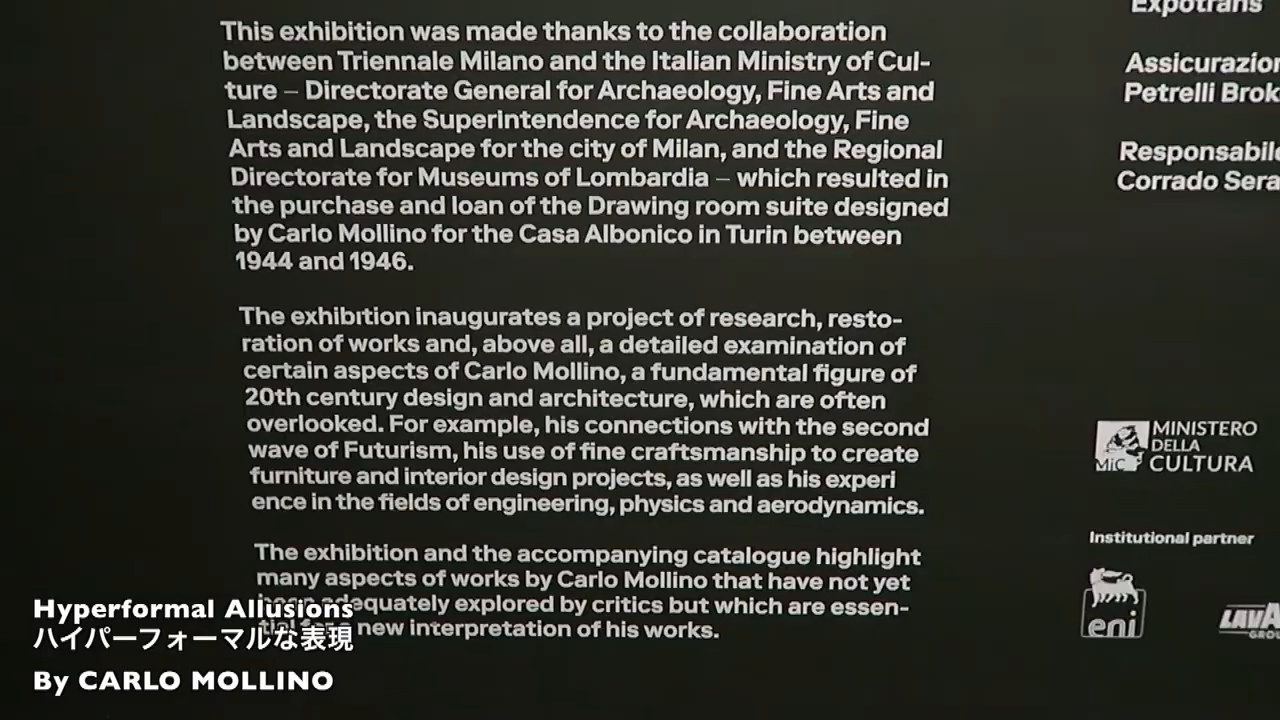 This exhibition was made thanks to the collaboration
between Triennale Milano and the Italian Ministry of Cul-
ture – Directorate General for Archaeology, Fine Arts and
Landscape, the Superintendence for Archaeology, Fine
Arts and Landscape for the city of Milan, and the Regional
Directorate for Museums of Lombardia – which resulted in
the purchase and loan of the Drawing room suite designed
by Carlo Mollino for the Casa Albonico in Turin between
1944 and 1946.
The exhibition inaugurates a project of research, resto-
ration of works and, above all, a detailed examination of
certain aspects of Carlo Mollino, a fundamental figure of
20th century design and architecture, which are often
overlooked. For example, his connections with the second
wave of Futurism, his use of fine craftsmanship to create
furniture and interior design projects, as well as his experi
ence in the fields of engineering, physics and aerodynamics.
The exhibition and the accompanying catalogue highlight
many aspects of works by Carlo Mollino that have not yet
adequately explored by critics but which are essen-
new interpretation of his works.
Expotrans
Assicurazion
Petrelli Brok
Responsabile
Corrado Sera
MiC
MINISTERO
DELLA
CULTURA
Institutional partner
eni
LAVA
GROU
Hyperformal Allusions
ハイパーフォーマルな表現
By CARLO MOLLINO